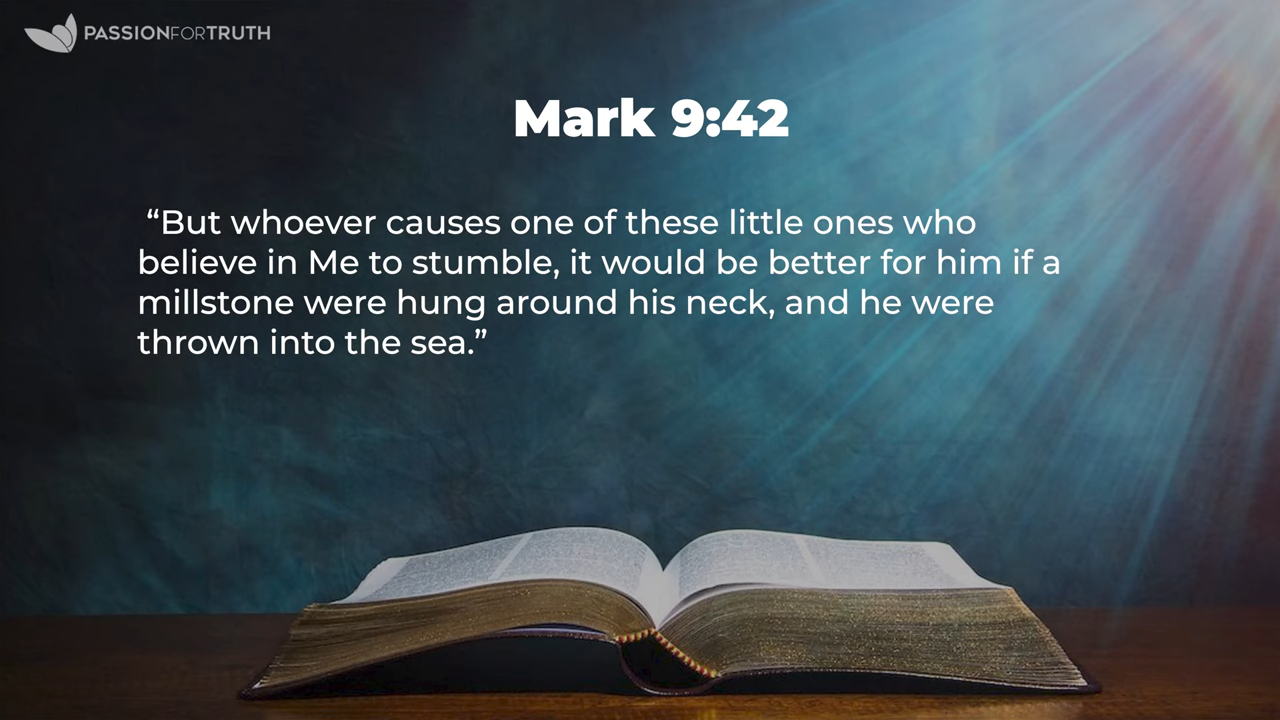 PASSIONFORTRUTH
Mark 9:42
“But whoever causes one of these little ones who
believe in Me to stumble, it would be better for him if a
millstone were hung around his neck, and he were
thrown into the sea.”